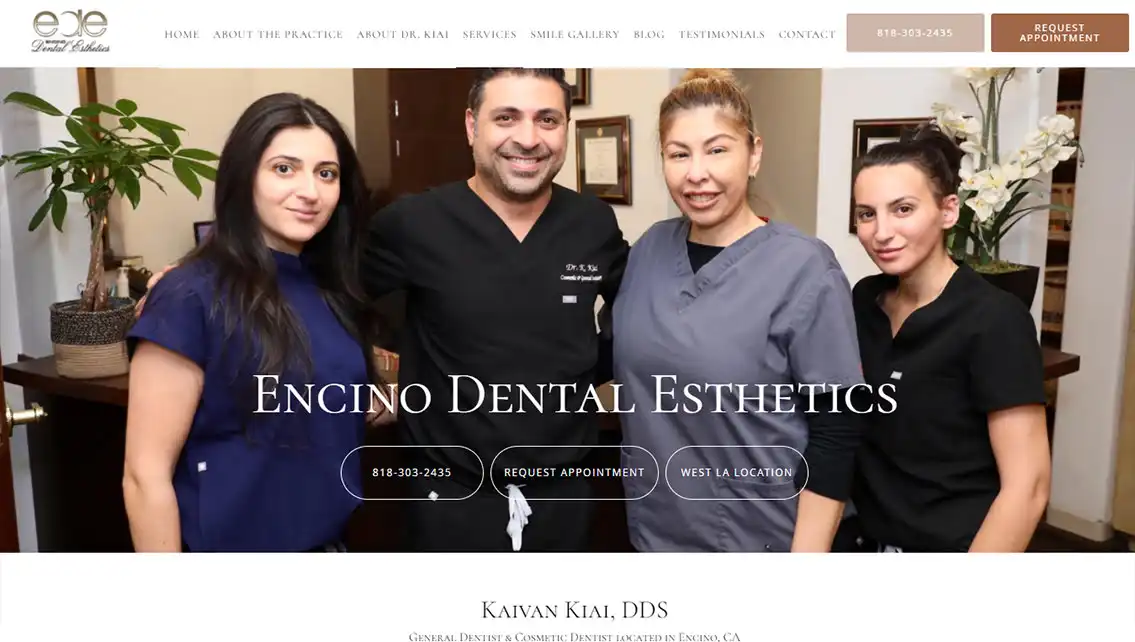 ede
Dental Esthetics
HOME
ABOUT THE PRACTICE
ABOUT DR. KIAI
SERVICES
SMILE GALLERY
BLOG
TESTIMONIALS
CONTACT
818-303-2435
REQUEST
APPOINTMENT
Dr. K. Kiai
ENCINO DENTAL ESTHETICS
818-303-2435
REQUEST APPOINTMENT
WEST LA LOCATION
KAIVAN KIAI, DDS
GENERAL DENTIST & COSMETIC DENTIST LOCATED IN ENCINO, CA